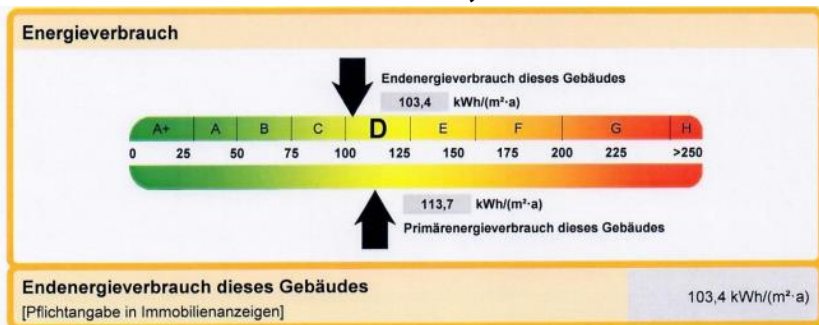 Energieverbrauch
Endenergieverbrauch dieses Gebäudes
103,4 kWh/(m²·a)
A+ A B C D E F G H
0 25 50 75 100 125 150 175 200 225 >250
113,7 kWh/(m²·a)
Primärenergieverbrauch dieses Gebäudes
Endenergieverbrauch dieses Gebäudes
[Pflichtangabe in Immobilienanzeigen]
103,4 kWh/(m²·a)